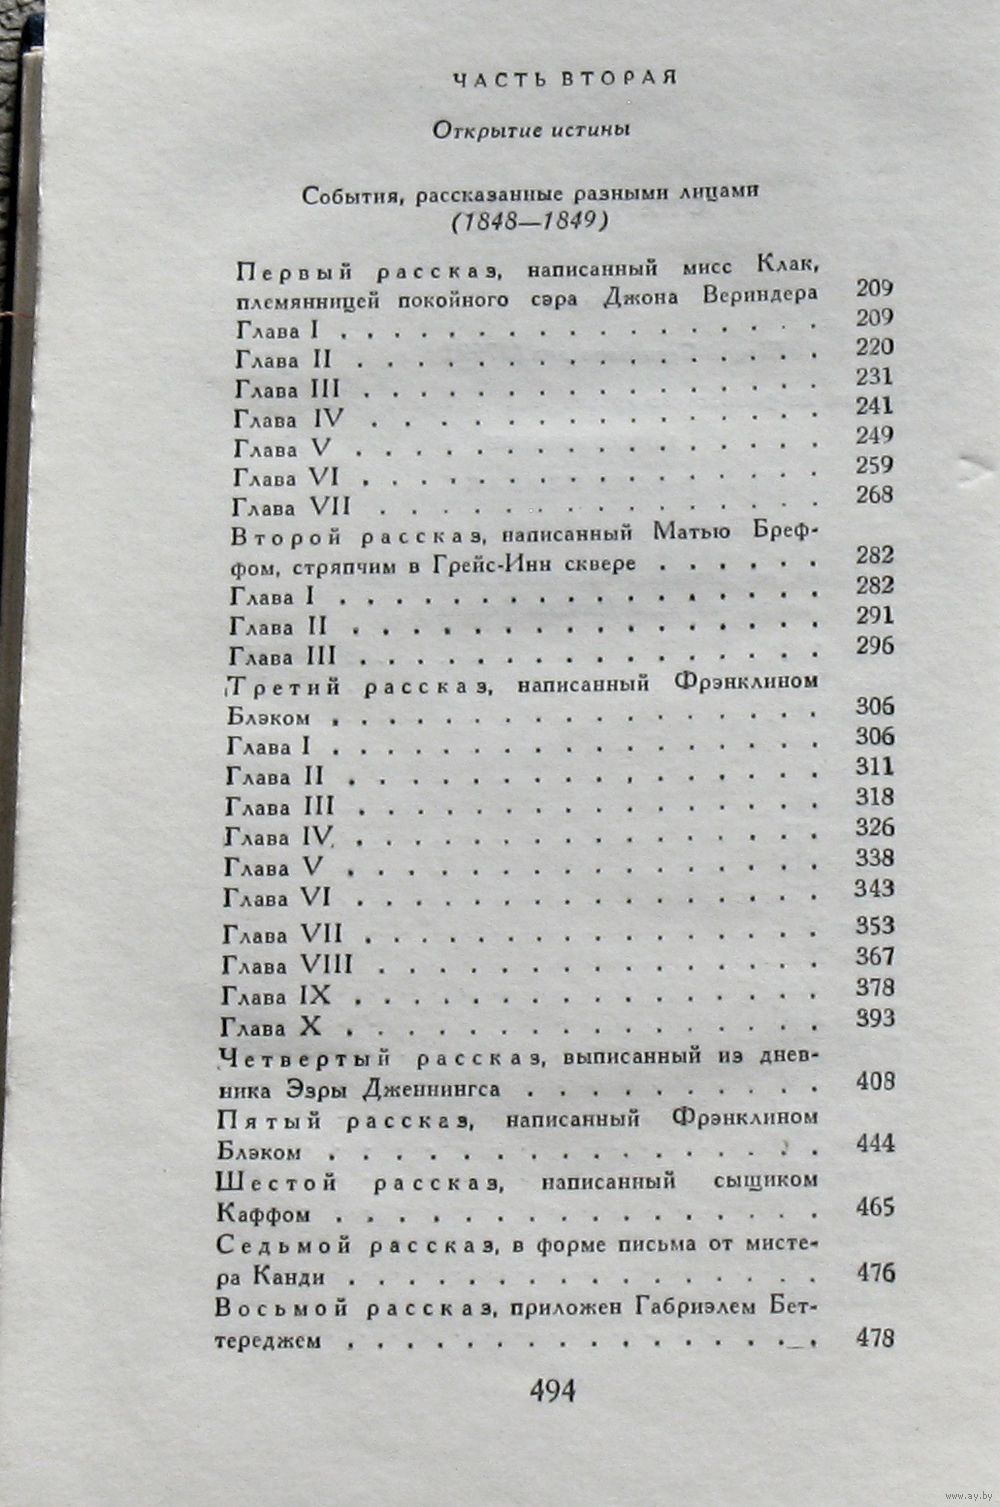 ЧАСТЬ ВТОРАЯ
Открытие истины
События, рассказанные разными лицами
(1848—1849)
Первый рассказ, написанный мисс Клак,
племянницей покойного сэра Джона Вериндера 209
Глава I . . . . . . . . . . . . . . . . . 209
Глава II . . . . . . . . . . . . . . . . 220
Глава III . . . . . . . . . . . . . . . . 231
Глава IV . . . . . . . . . . . . . . . 241
Глава V . . . . . . . . . . . . . . . . 249
Глава VI . . . . . . . . . . . . . . . . 259
Глава VII . . . . . . . . . . . . . . . 268
Второй рассказ, написанный Матью Бреф-
фом, стряпчим в Грейс-Инн сквере . . . . . . 282
Глава I . . . . . . . . . . . . . . . . . 282
Глава II . . . . . . . . . . . . . . . . 291
Глава III . . . . . . . . . . . . . . . . 296
Третий рассказ, написанный Фрэнклином
Блэком . . . . . . . . . . . . . . . . . 306
Глава I . . . . . . . . . . . . . . . . . 306
Глава II . . . . . . . . . . . . . . . . 311
Глава III . . . . . . . . . . . . . . . . 318
Глава IV . . . . . . . . . . . . . . . . 326
Глава V . . . . . . . . . . . . . . . . 338
Глава VI . . . . . . . . . . . . . . . . 343
Глава VII . . . . . . . . . . . . . . . . 353
Глава VIII . . . . . . . . . . . . . . . 367
Глава IX . . . . . . . . . . . . . . . . 378
Глава X . . . . . . . . . . . . . . . . 393
Четвертый рассказ, выписанный из днев-
ника Эзры Дженнингса . . . . . . . . . . 408
Пятый рассказ, написанный Фрэнклином
Блэком . . . . . . . . . . . . . . . . . 444
Шестой рассказ, написанный сыщиком
Каффом . . . . . . . . . . . . . . . . 465
Седьмой рассказ, в форме письма от мисте-
ра Канди . . . . . . . . . . . . . . . . 476
Восьмой рассказ, приложен Габриэлем Бет-
тереджем . . . . . . . . . . . . . . . . 478
494
www.ay.by